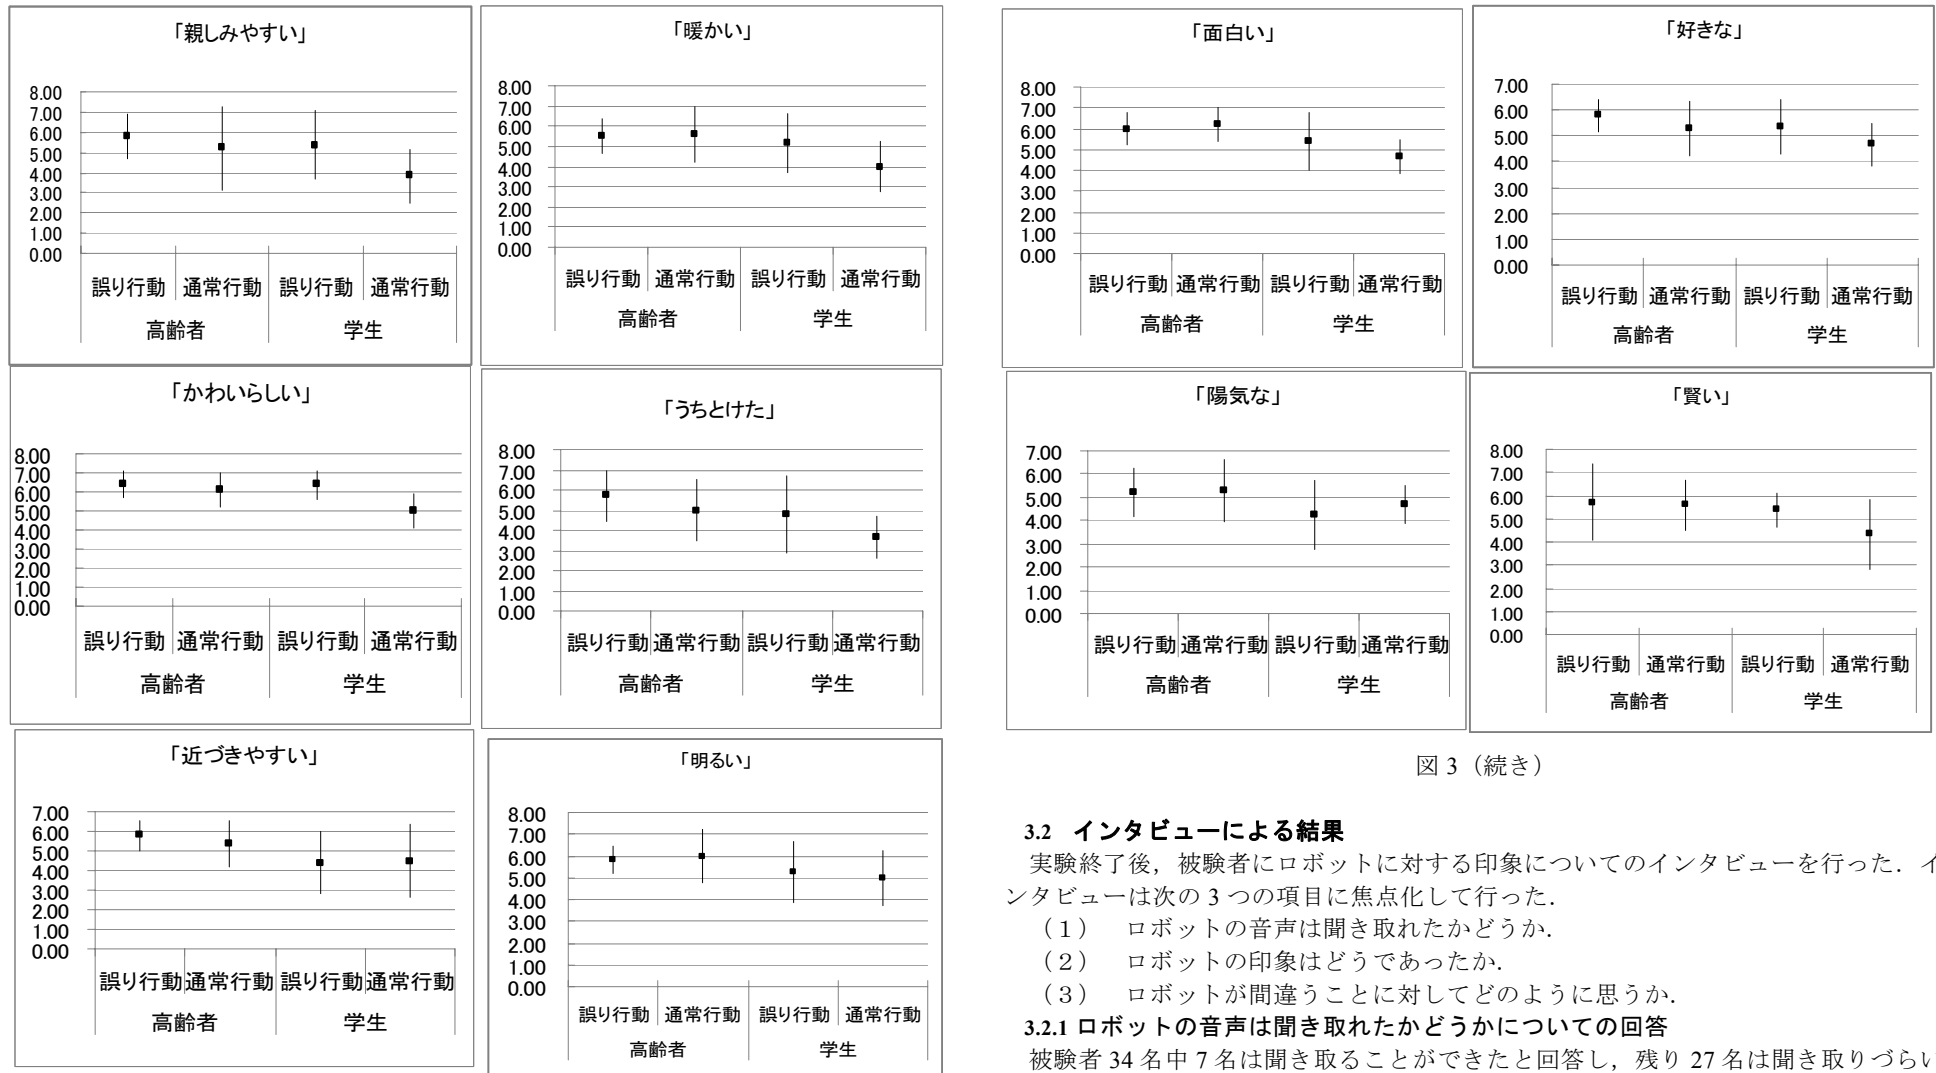 「親しみやすい」
8.00
7.00
6.00
5.00
4.00
3.00
2.00
1.00
0.00
誤り行動 通常行動 誤り行動 通常行動
高齢者 学生
「暖かい」
8.00
7.00
6.00
5.00
4.00
3.00
2.00
1.00
0.00
誤り行動 通常行動 誤り行動 通常行動
高齢者 学生
「かわいらしい」
8.00
7.00
6.00
5.00
4.00
3.00
2.00
1.00
0.00
誤り行動 通常行動 誤り行動 通常行動
高齢者 学生
「うちとけた」
8.00
7.00
6.00
5.00
4.00
3.00
2.00
1.00
0.00
誤り行動 通常行動 誤り行動 通常行動
高齢者 学生
「近づきやすい」
7.00
6.00
5.00
4.00
3.00
2.00
1.00
0.00
誤り行動 通常行動 誤り行動 通常行動
高齢者 学生
「明るい」
8.00
7.00
6.00
5.00
4.00
3.00
2.00
1.00
0.00
誤り行動 通常行動 誤り行動 通常行動
高齢者 学生
「面白い」
8.00
7.00
6.00
5.00
4.00
3.00
2.00
1.00
0.00
誤り行動 通常行動 誤り行動 通常行動
高齢者 学生
「好きな」
7.00
6.00
5.00
4.00
3.00
2.00
1.00
0.00
誤り行動 通常行動 誤り行動 通常行動
高齢者 学生
「陽気な」
7.00
6.00
5.00
4.00
3.00
2.00
1.00
0.00
誤り行動 通常行動 誤り行動 通常行動
高齢者 学生
「賢い」
8.00
7.00
6.00
5.00
4.00
3.00
2.00
1.00
0.00
誤り行動 通常行動 誤り行動 通常行動
高齢者 学生
図 3（続き）
3.2 インタビューによる結果
実験終了後，被験者にロボットに対する印象についてのインタビューを行った．イ
ンタビューは次の 3 つの項目に焦点化して行った．
（１） ロボットの音声は聞き取れたかどうか．
（２） ロボットの印象はどうであったか．
（３） ロボットが間違うことに対してどのように思うか．
3.2.1 ロボットの音声は聞き取れたかどうかについての回答
被験者 34 名中 7 名は聞き取ることができたと回答し，残り 27 名は聞き取りづらい